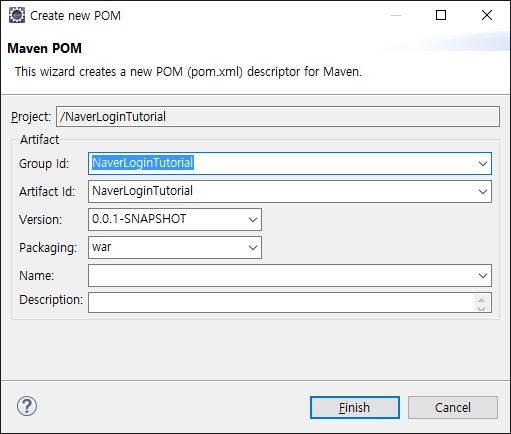 Create new POM
Maven POM
This wizard creates a new POM (pom.xml) descriptor for Maven.
Project: /NaverLoginTutorial
Artifact
Group Id: NaverLoginTutorial
Artifact Id: NaverLoginTutorial
Version: 0.0.1-SNAPSHOT
Packaging: war
Name:
Description:
?
Finish Cancel